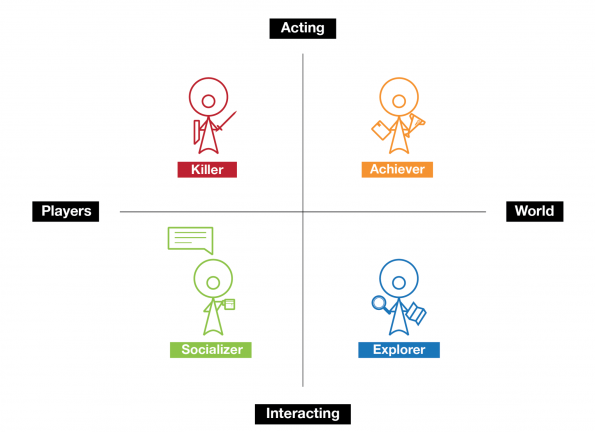 Acting
Killer
Achiever
Players
World
Socializer
Explorer
Interacting